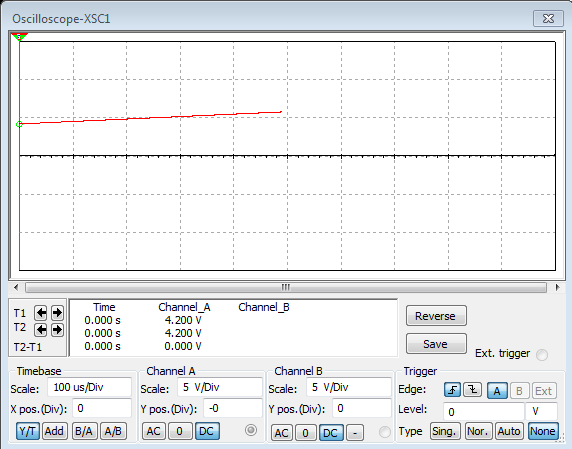 Oscilloscope-XSC1
T1
T2
T2-T1
Time Channel_A Channel_B
0.000 s 4.200 V
0.000 s 4.200 V
0.000 s 0.000 V
Reverse
Save
Ext. trigger
Timebase
Scale: 100 us/Div
X pos.(Div): 0
Y/T Add B/A A/B
Channel A
Scale: 5 V/Div
Y pos.(Div): -0
AC 0 DC
Channel B
Scale: 5 V/Div
Y pos.(Div): 0
AC 0 DC -
Trigger
Edge: A B Ext
Level: 0 V
Type Sing. Nor. Auto None